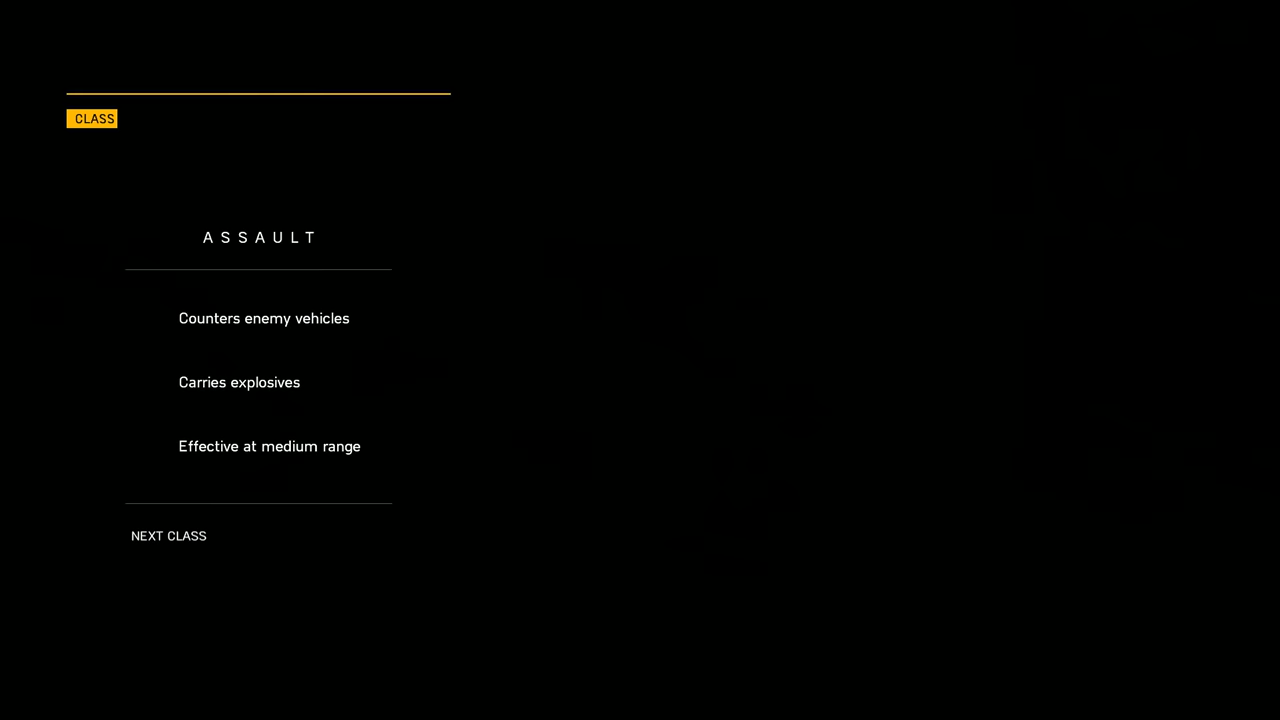 CLASS
ASSAULT
Counters enemy vehicles
Carries explosives
Effective at medium range
NEXT CLASS